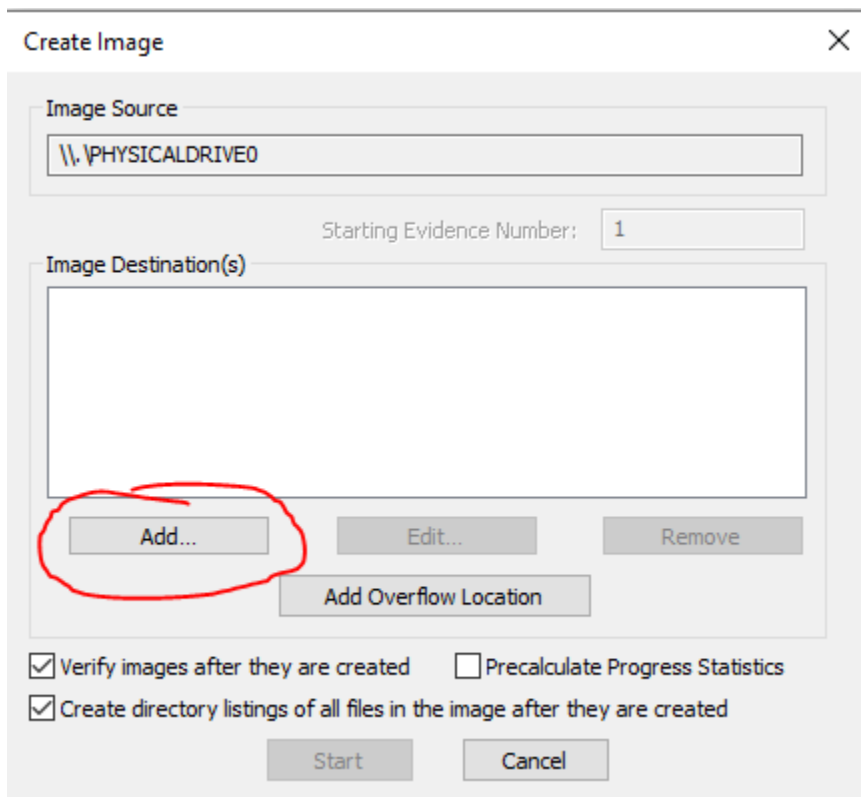 Create Image
Image Source
\\.\PHYSICALDRIVE0
Starting Evidence Number: 1
Image Destination(s)
Add... Edit... Remove
Add Overflow Location
Verify images after they are created Precalculate Progress Statistics
Create directory listings of all files in the image after they are created
Start Cancel